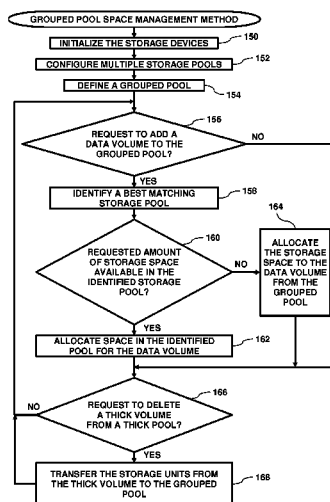 GROUPED POOL SPACE MANAGEMENT METHOD
INITIALIZE THE STORAGE DEVICES
150
CONFIGURE MULTIPLE STORAGE POOLS
152
DEFINE A GROUPED POOL
154
156
REQUEST TO ADD A
DATA VOLUME TO THE
GROUPED POOL?
NO
YES
IDENTIFY A BEST MATCHING
STORAGE POOL
158
160
REQUESTED AMOUNT
OF STORAGE SPACE
AVAILABLE IN THE
IDENTIFIED STORAGE
POOL?
NO
164
ALLOCATE
THE STORAGE
SPACE TO THE
DATA VOLUME
FROM THE
GROUPED
POOL
YES
ALLOCATE SPACE IN THE IDENTIFIED
POOL FOR THE DATA VOLUME
162
166
NO
REQUEST TO DELETE
A THICK VOLUME
FROM A THICK POOL?
YES
TRANSFER THE STORAGE UNITS FROM
THE THICK VOLUME TO THE GROUPED
POOL
168